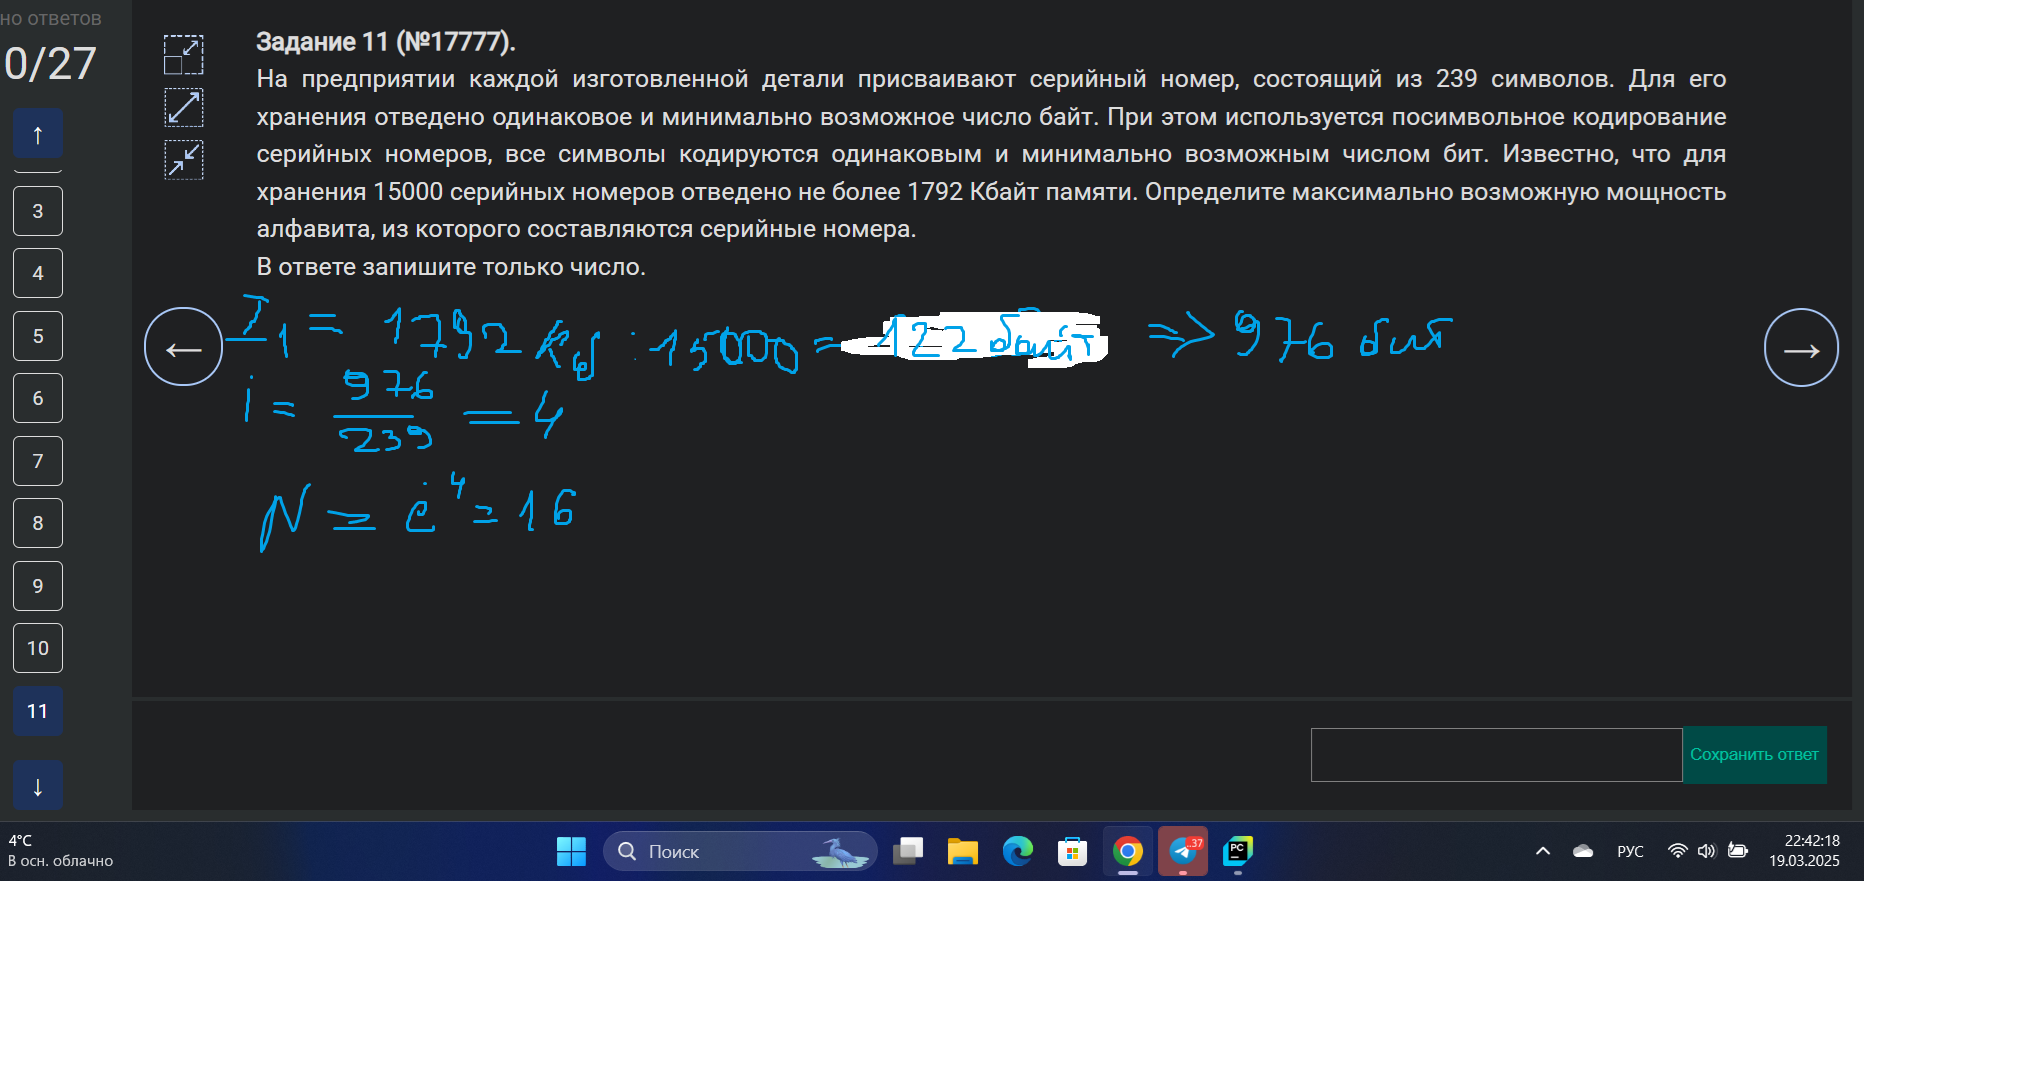 но ответов
0/27
↑
3
4
5
6
7
8
9
10
11
↓
Задание 11 (№17777).
На предприятии каждой изготовленной детали присваивают серийный номер, состоящий из 239 символов. Для его
хранения отведено одинаковое и минимально возможное число байт. При этом используется посимвольное кодирование
серийных номеров, все символы кодируются одинаковым и минимально возможным числом бит. Известно, что для
хранения 15000 серийных номеров отведено не более 1792 Кбайт памяти. Определите максимально возможную мощность
алфавита, из которого составляются серийные номера.
В ответе запишите только число.
← I1 = 1792 Кб : 15000 = 122 байт => 976 бит →
i = 976/239 = 4
N = i^4 = 16
Сохранить ответ
4°C
В осн. облачно
Поиск
..37
PC
РУС
22:42:18
19.03.2025